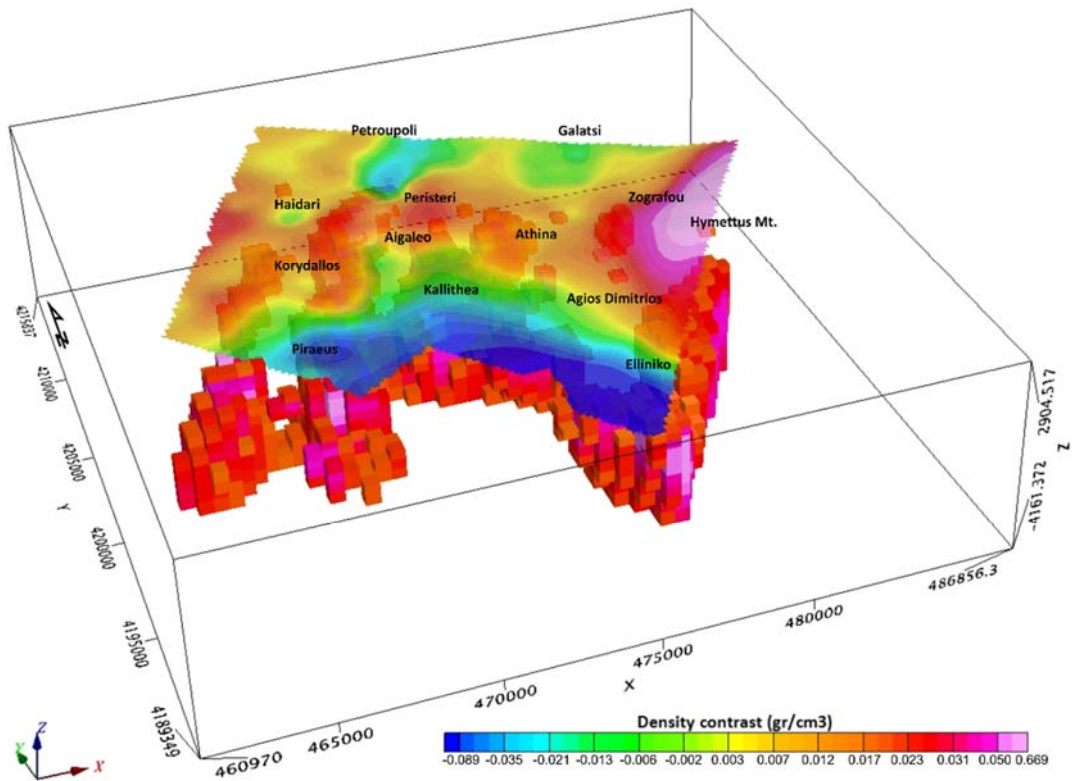 Petroupoli
Galatsi
Haidari
Peristeri
Zografou
Hymettus Mt.
Aigaleo
Athina
Korydallos
Kallithea
Agios Dimitrios
Piraeus
Elliniko
N
4215837
4210000
4205000
Y
4200000
4195000
4189349
2904.517
Z
-4161.372
486856.3
480000
475000
X
470000
465000
460970
Density contrast (gr/cm3)
-0.089 -0.035 -0.021 -0.013 -0.006 -0.002 0.003 0.007 0.012 0.017 0.023 0.031 0.050 0.669
Z
Y
X